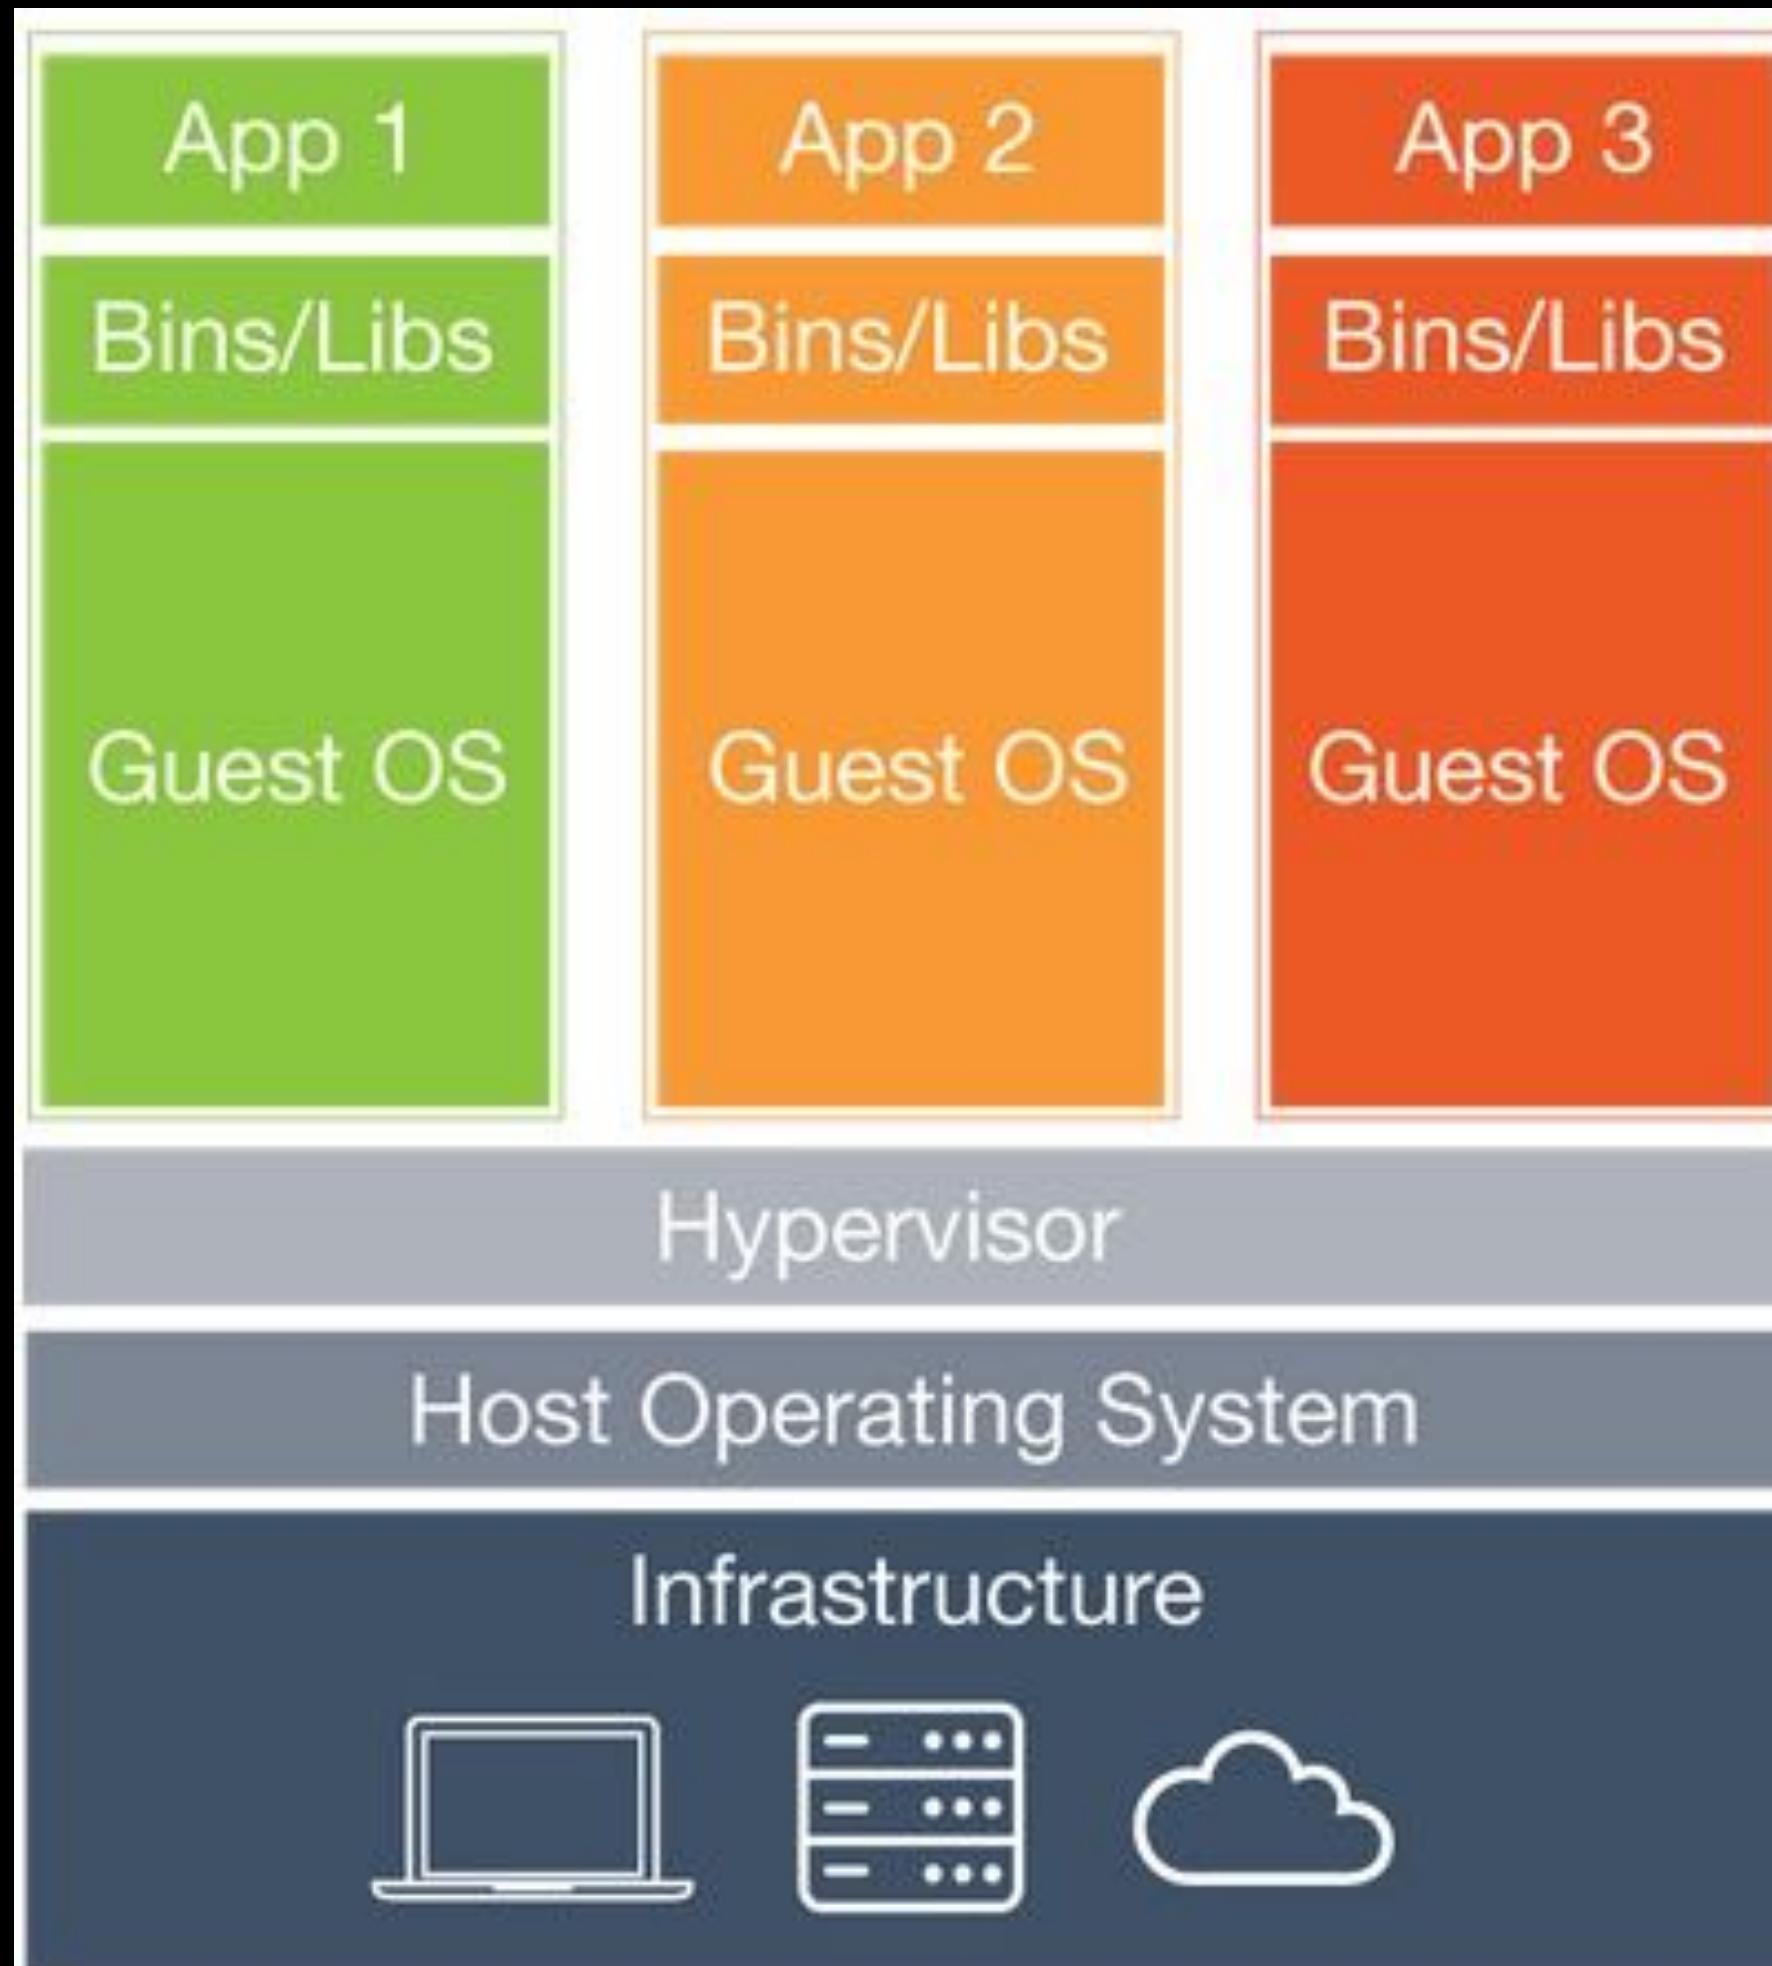 App 1
App 2
App 3
Bins/Libs
Bins/Libs
Bins/Libs
Guest OS
Guest OS
Guest OS
Hypervisor
Host Operating System
Infrastructure